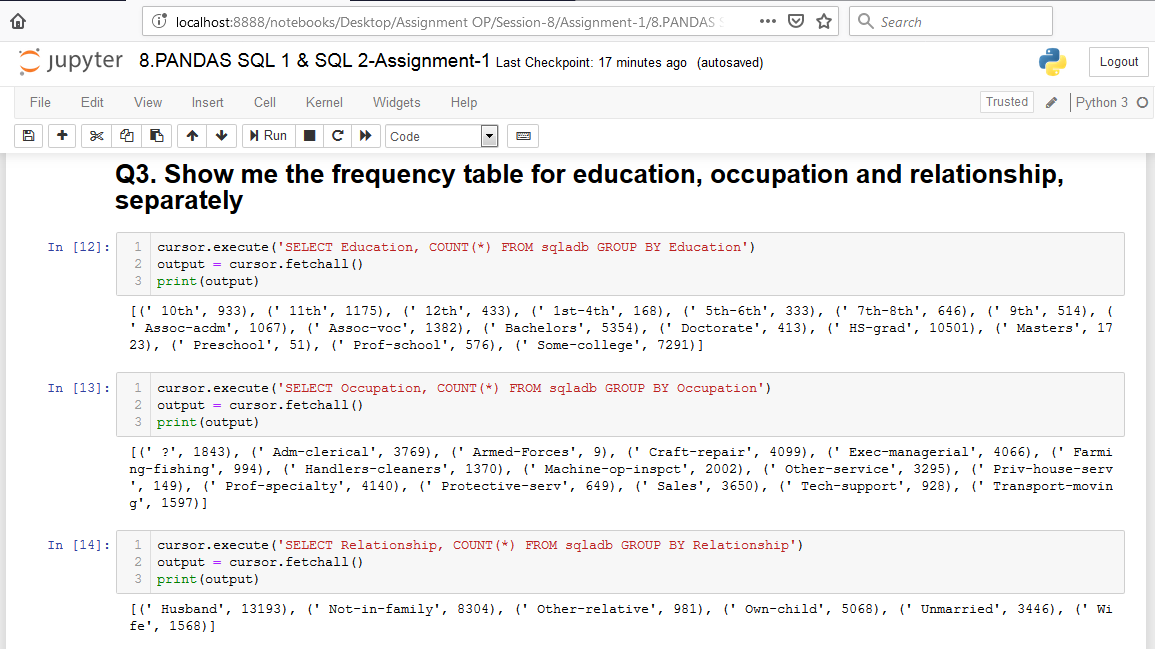 localhost:8888/notebooks/Desktop/Assignment OP/Session-8/Assignment-1/8.PANDAS S
Search
jupyter 8.PANDAS SQL 1 & SQL 2-Assignment-1 Last Checkpoint: 17 minutes ago (autosaved)
Logout
File Edit View Insert Cell Kernel Widgets Help
Trusted
Python 3
Run
Code
Q3. Show me the frequency table for education, occupation and relationship,
separately
In [12]:
1 cursor.execute('SELECT Education, COUNT(*) FROM sqladb GROUP BY Education')
2 output = cursor.fetchall()
3 print(output)
[(' 10th', 933), (' 11th', 1175), (' 12th', 433), (' 1st-4th', 168), (' 5th-6th', 333), (' 7th-8th', 646), (' 9th', 514), (
' Assoc-acdm', 1067), (' Assoc-voc', 1382), (' Bachelors', 5354), (' Doctorate', 413), (' HS-grad', 10501), (' Masters', 17
23), (' Preschool', 51), (' Prof-school', 576), (' Some-college', 7291)]
In [13]:
1 cursor.execute('SELECT Occupation, COUNT(*) FROM sqladb GROUP BY Occupation')
2 output = cursor.fetchall()
3 print(output)
[(' ?', 1843), (' Adm-clerical', 3769), (' Armed-Forces', 9), (' Craft-repair', 4099), (' Exec-managerial', 4066), (' Farmi
ng-fishing', 994), (' Handlers-cleaners', 1370), (' Machine-op-inspct', 2002), (' Other-service', 3295), (' Priv-house-serv
', 149), (' Prof-specialty', 4140), (' Protective-serv', 649), (' Sales', 3650), (' Tech-support', 928), (' Transport-movin
g', 1597)]
In [14]:
1 cursor.execute('SELECT Relationship, COUNT(*) FROM sqladb GROUP BY Relationship')
2 output = cursor.fetchall()
3 print(output)
[(' Husband', 13193), (' Not-in-family', 8304), (' Other-relative', 981), (' Own-child', 5068), (' Unmarried', 3446), (' Wi
fe', 1568)]